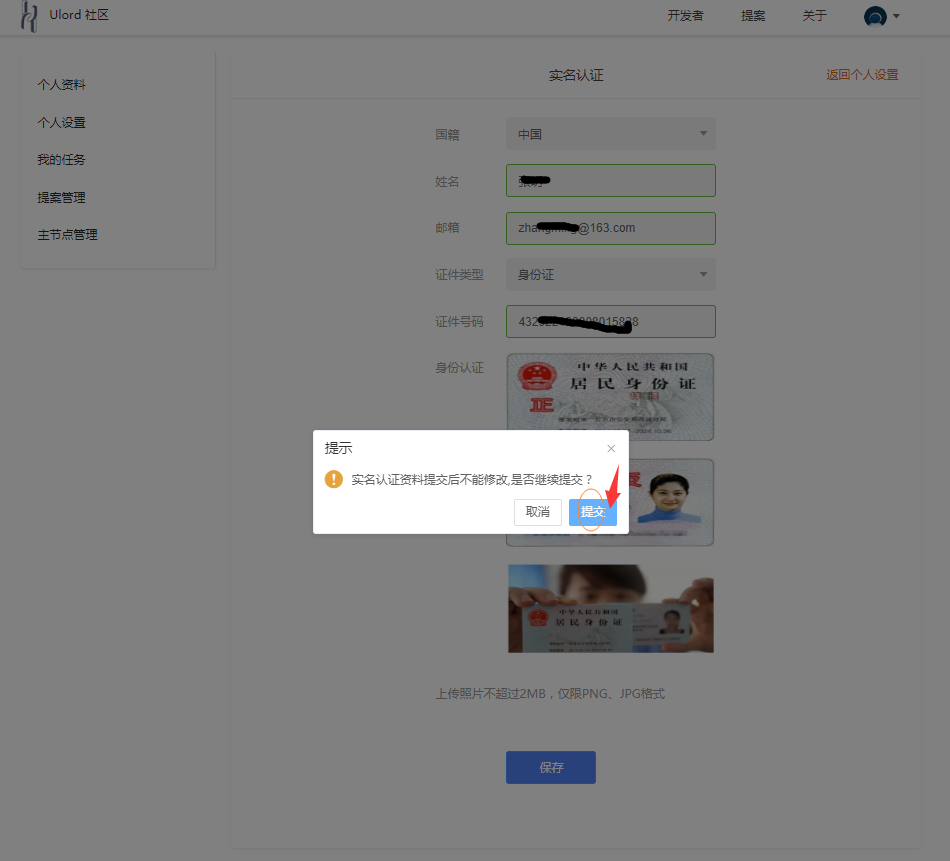 Ulord 社区
开发者
提案
关于
个人资料
个人设置
我的任务
提案管理
主节点管理
实名认证
返回个人设置
国籍
中国
姓名
邮箱
@163.com
证件类型
身份证
证件号码
身份认证
中华人民共和国
居民身份证
正
提示
实名认证资料提交后不能修改,是否继续提交？
取消
提交
中华人民共和国
居民身份证
上传照片不超过2MB，仅限PNG、JPG格式
保存